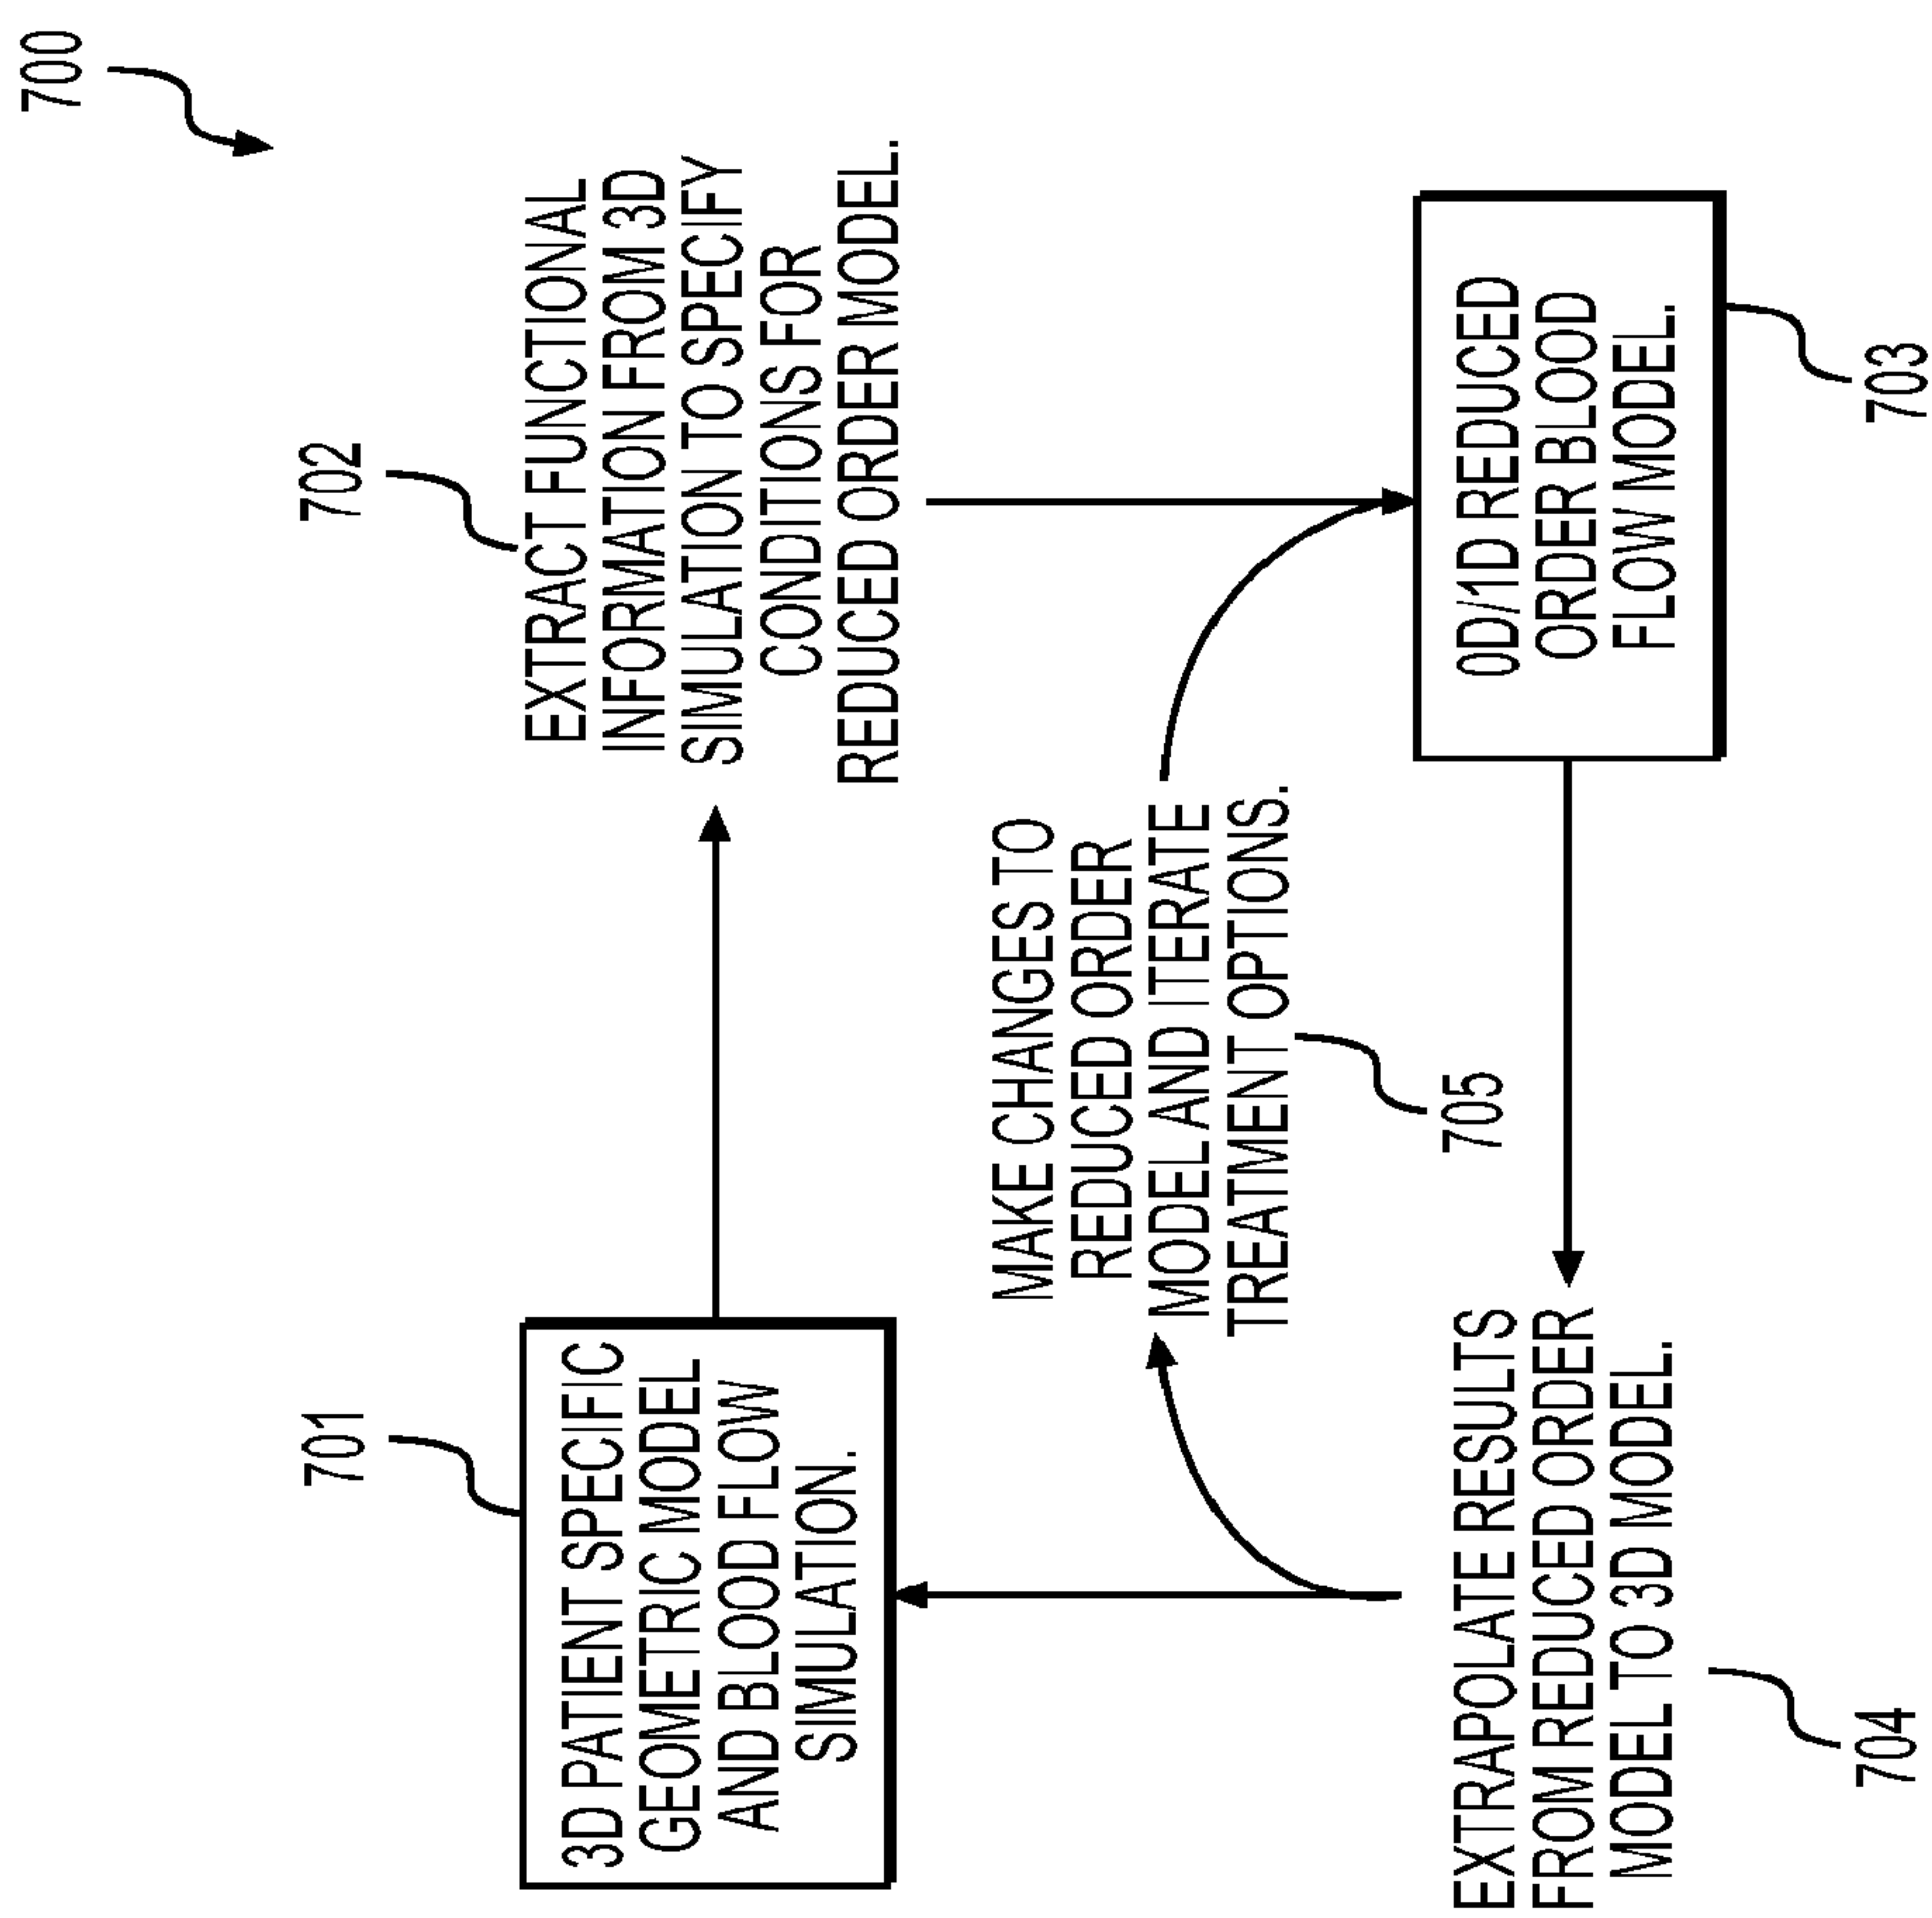 700
701
3D PATIENT SPECIFIC
GEOMETRIC MODEL
AND BLOOD FLOW
SIMULATION.
702
EXTRACT FUNCTIONAL
INFORMATION FROM 3D
SIMULATION TO SPECIFY
CONDITIONS FOR
REDUCED ORDER MODEL.
MAKE CHANGES TO
REDUCED ORDER
MODEL AND ITERATE
TREATMENT OPTIONS.
705
EXTRAPOLATE RESULTS
FROM REDUCED ORDER
MODEL TO 3D MODEL.
704
0D/1D REDUCED
ORDER BLOOD
FLOW MODEL.
703